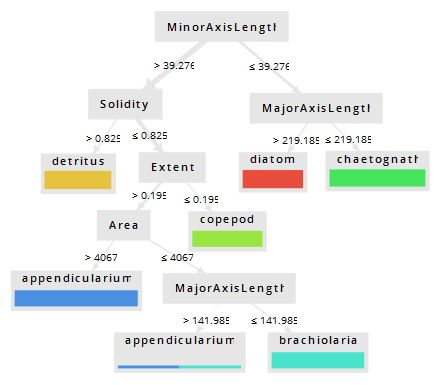 MinorAxisLength
> 39.276 ≤ 39.276
Solidity MajorAxisLength
> 0.825 ≤ 0.825 > 219.185 ≤ 219.185
detritus Extent diatom chaetognath
> 0.195 ≤ 0.195
Area copepod
> 4067 ≤ 4067
appendicularium MajorAxisLength
> 141.985 ≤ 141.985
appendicularium brachiolaria